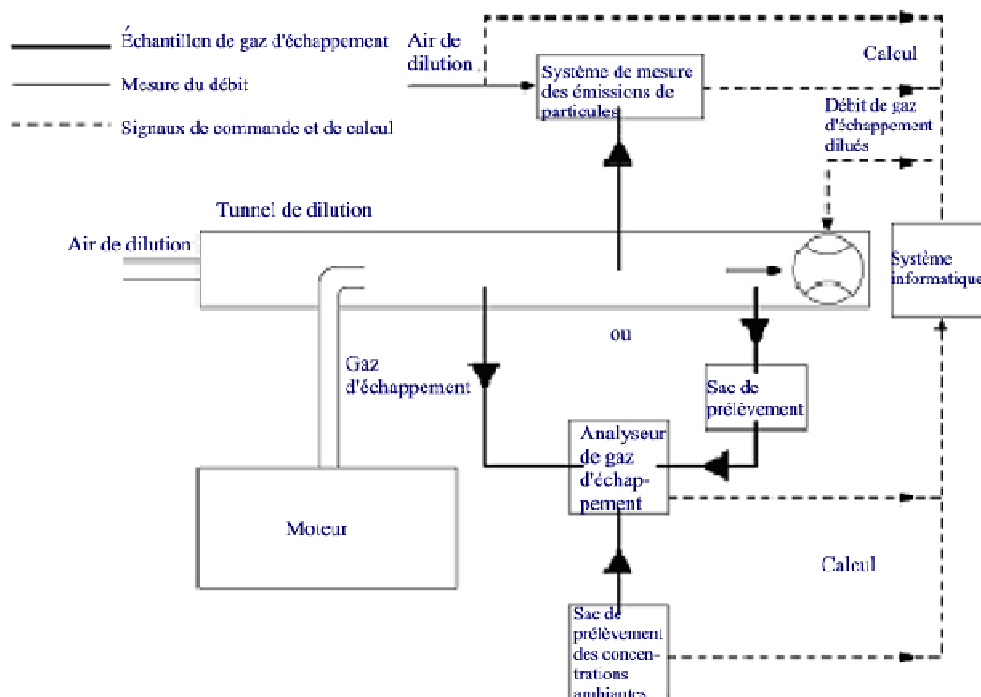 Échantillon de gaz d'échappement
Mesure du débit
Signaux de commande et de calcul
Air de
dilution
Système de mesure
des émissions de
particules
Calcul
Débit de gaz
d'échappement
dilués
Tunnel de dilution
Air de dilution
Système
informatique
ou
Gaz
d'échappement
Sac de
prélèvement
Analyseur
de gaz
d'échap-
pement
Moteur
Calcul
Sac de
prélèvement
des concen-
trations
ambiantes